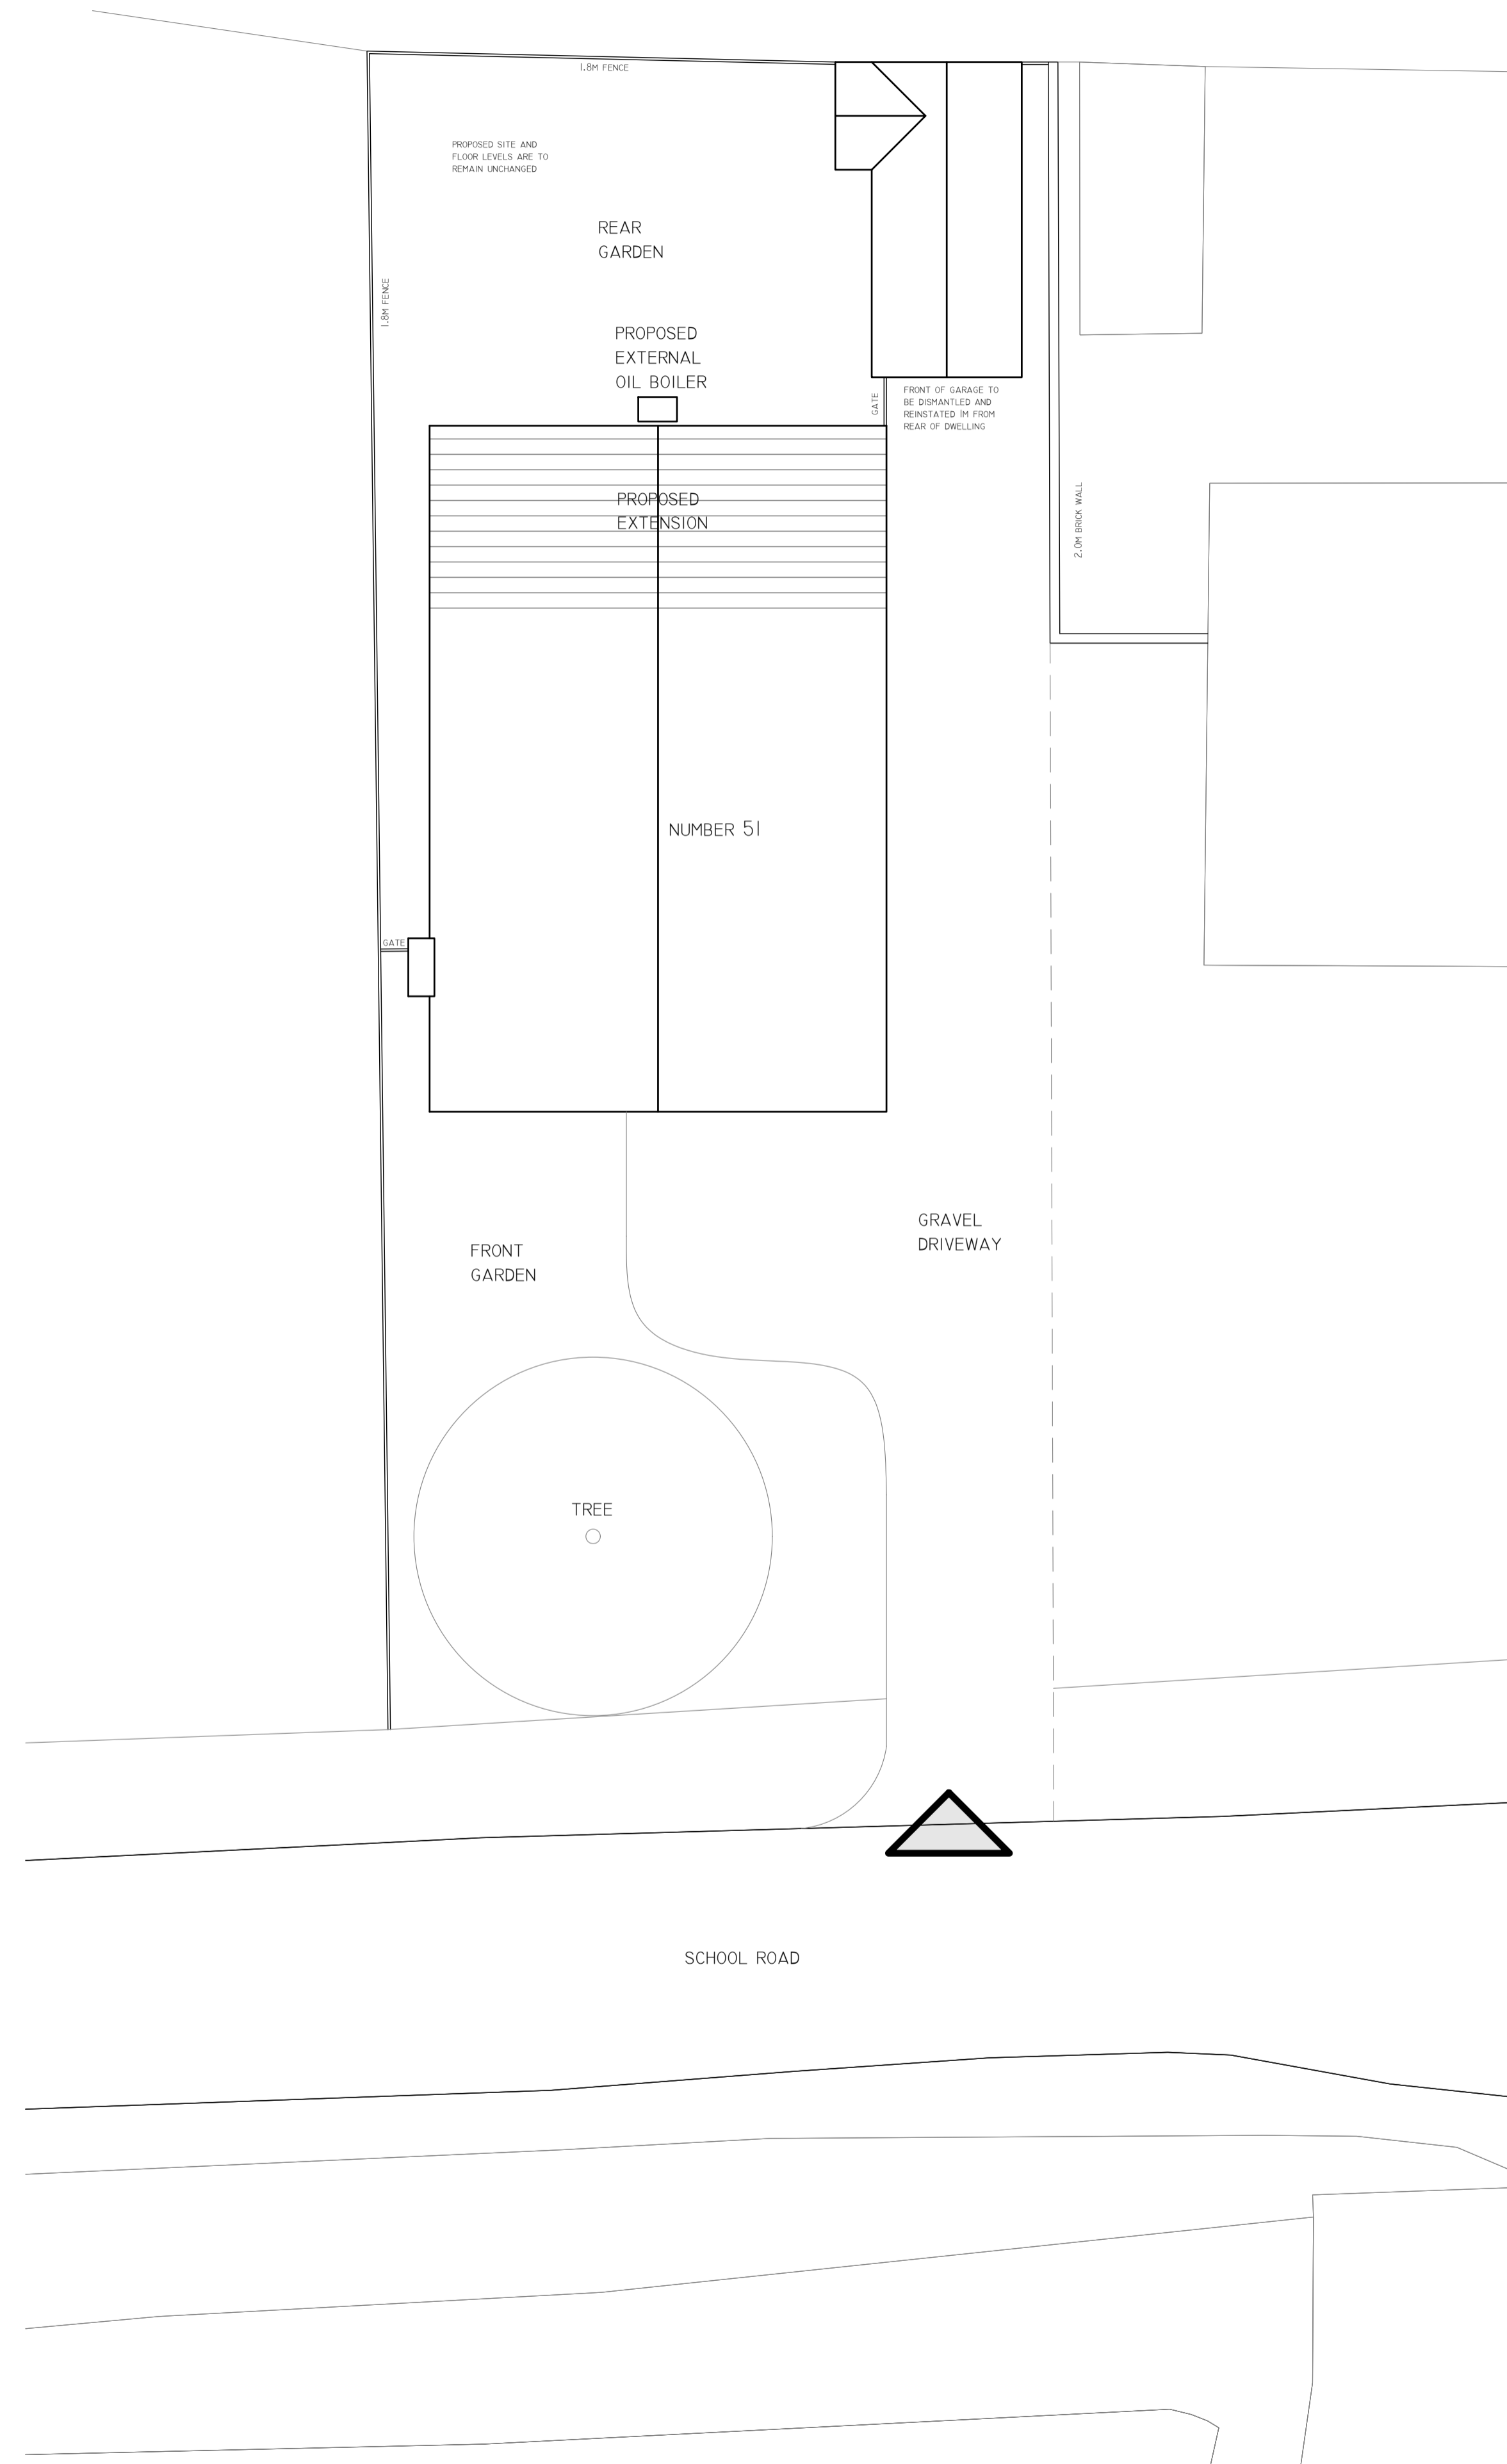 1.8M FENCE
PROPOSED SITE AND
FLOOR LEVELS ARE TO
REMAIN UNCHANGED
REAR
GARDEN
1.8M FENCE
PROPOSED
EXTERNAL
OIL BOILER
GATE
FRONT OF GARAGE TO
BE DISMANTLED AND
REINSTATED 1M FROM
REAR OF DWELLING
PROPOSED
EXTENSION
2.0M BRICK WALL
NUMBER 51
GATE
GRAVEL
DRIVEWAY
FRONT
GARDEN
TREE
SCHOOL ROAD